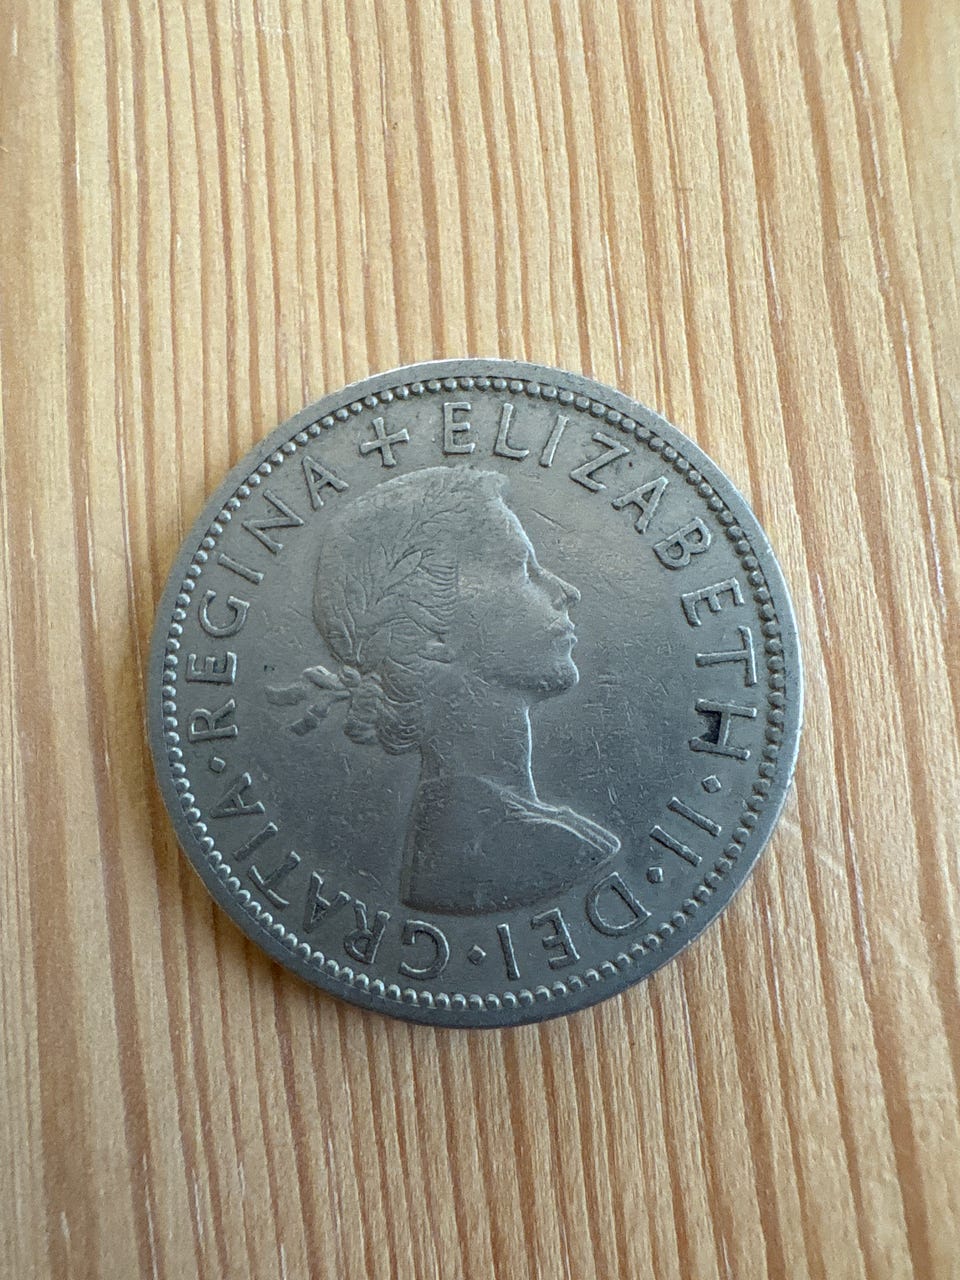 + ELIZABETH · II · DEI · GRATIA · REGINA